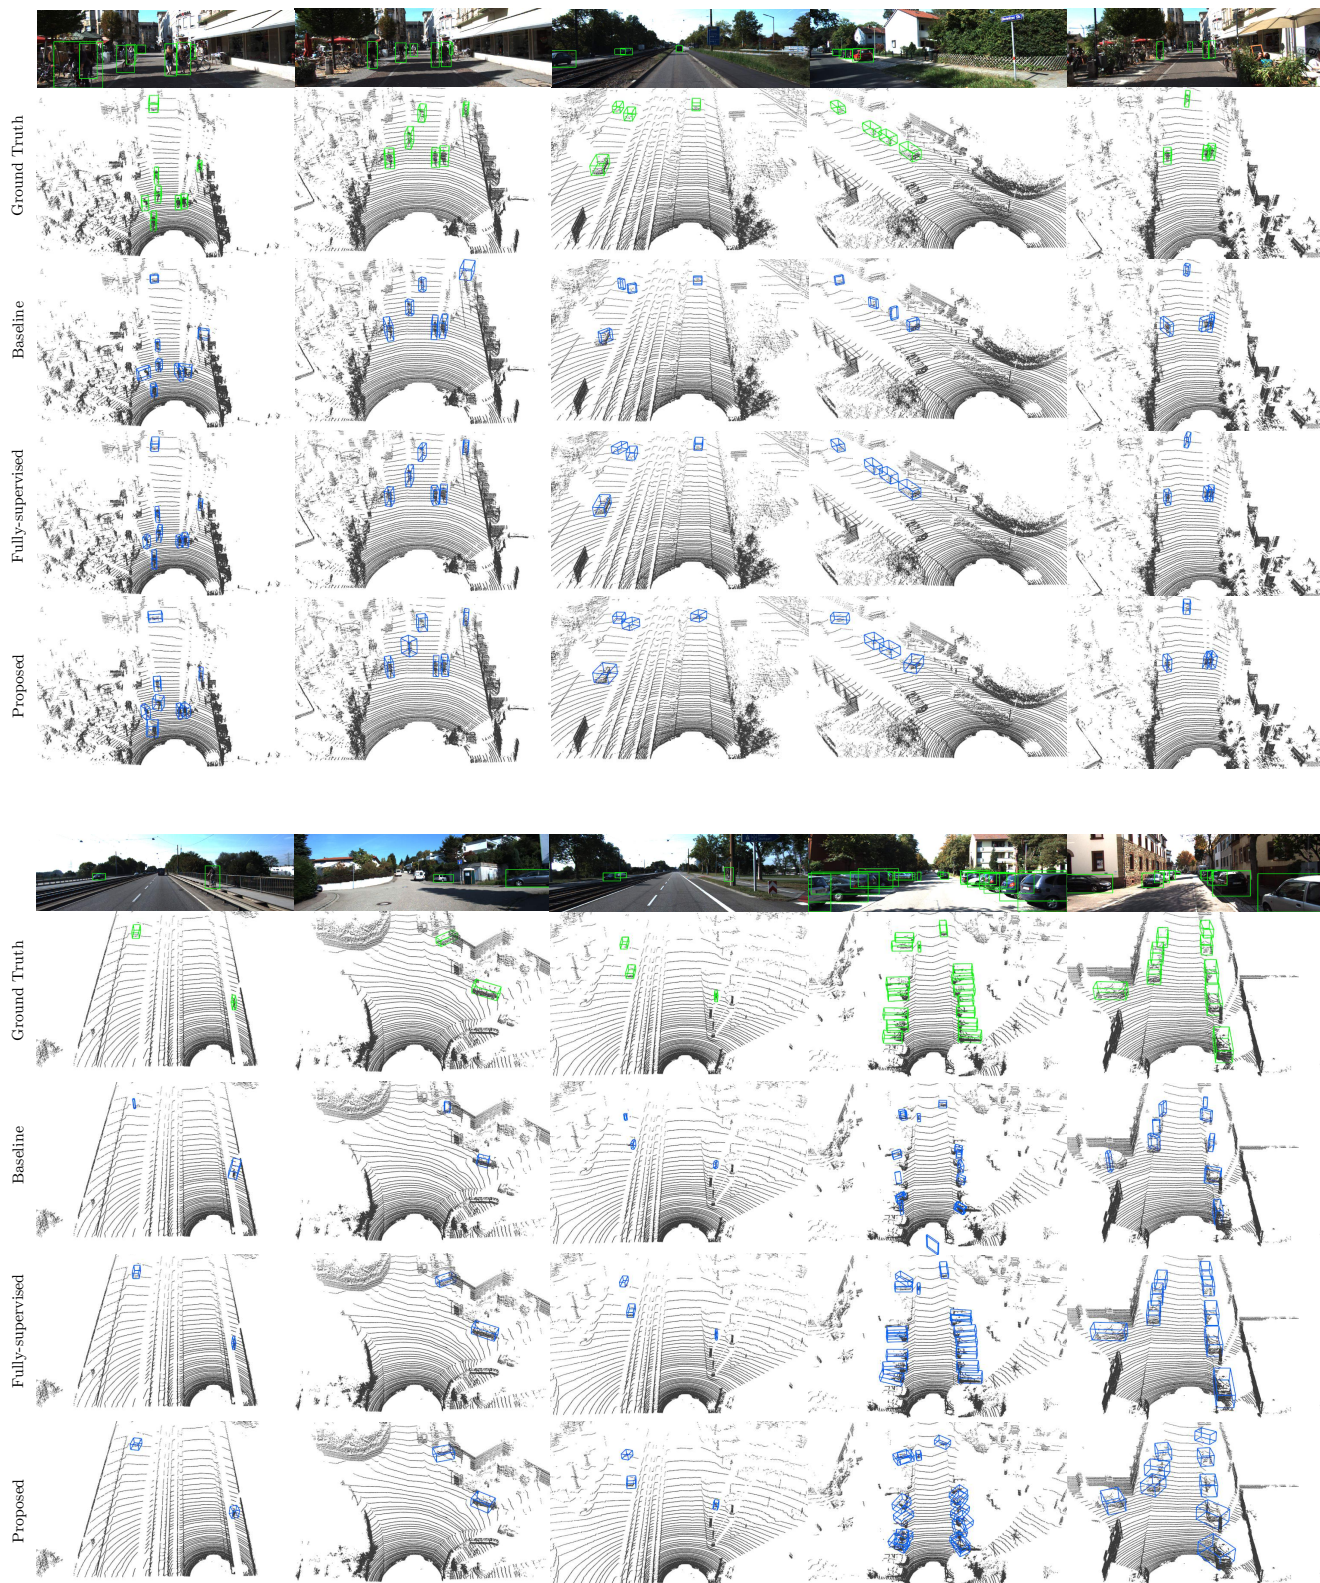 Ground Truth
Baseline
Fully-supervised
Proposed
Ground Truth
Baseline
Fully-supervised
Proposed